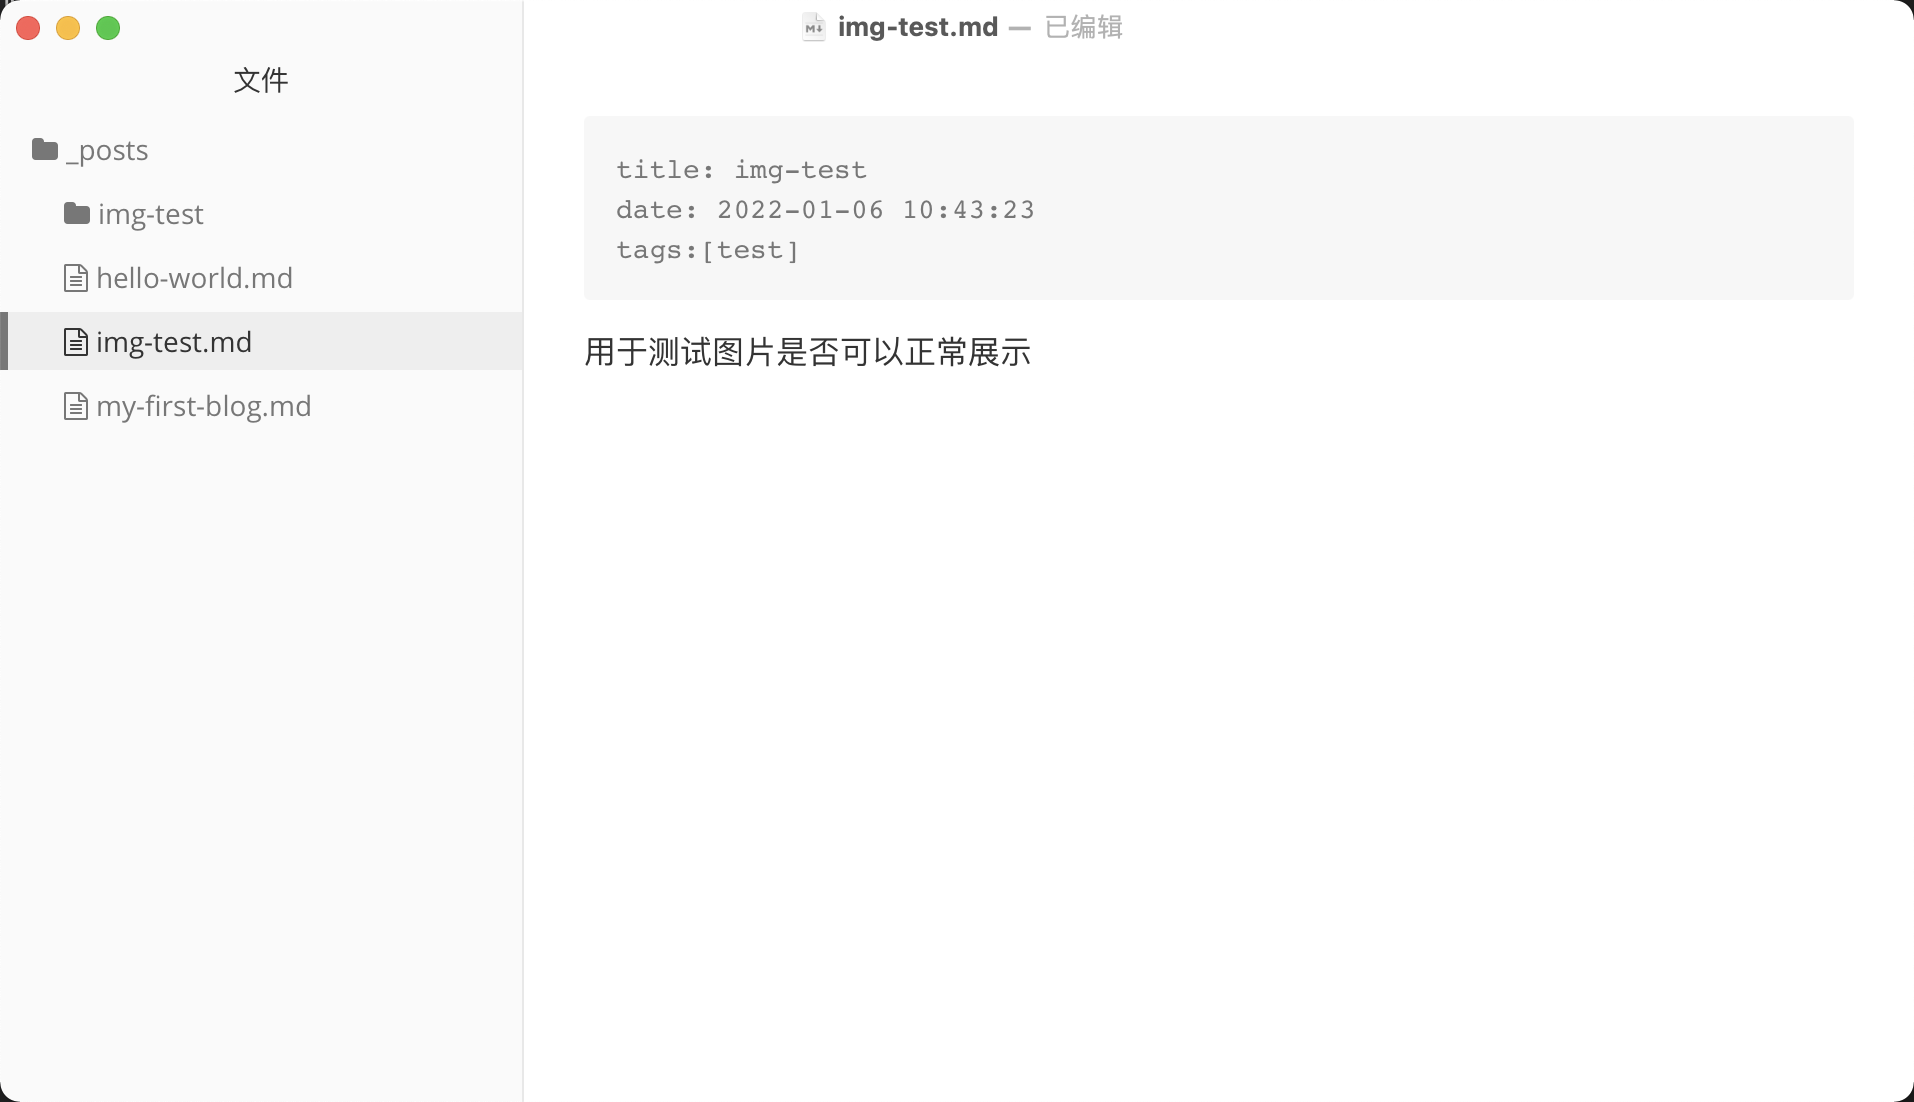 img-test.md — 已编辑
文件
_posts
img-test
hello-world.md
img-test.md
my-first-blog.md
title: img-test
date: 2022-01-06 10:43:23
tags:[test]
用于测试图片是否可以正常展示